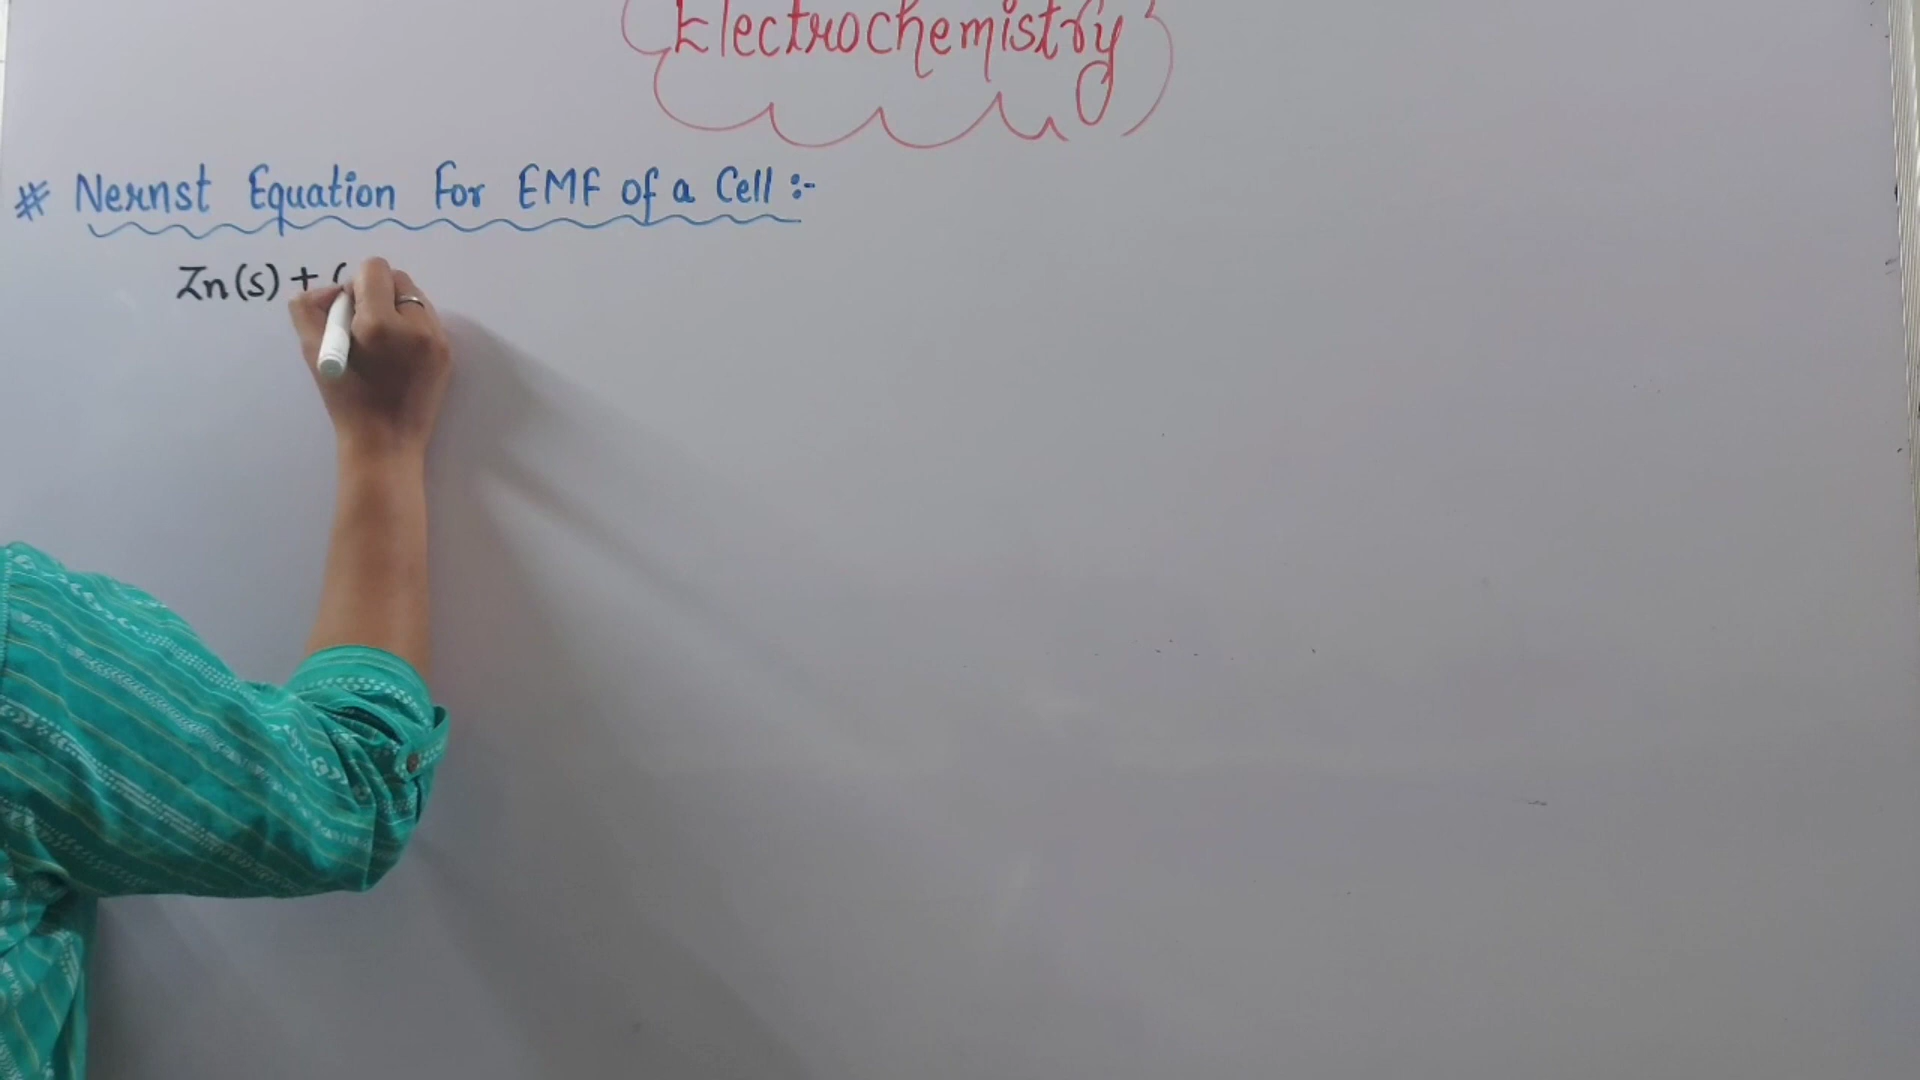 Electrochemistry
# Nernst Equation For EMF of a Cell :-
Zn(s) + (